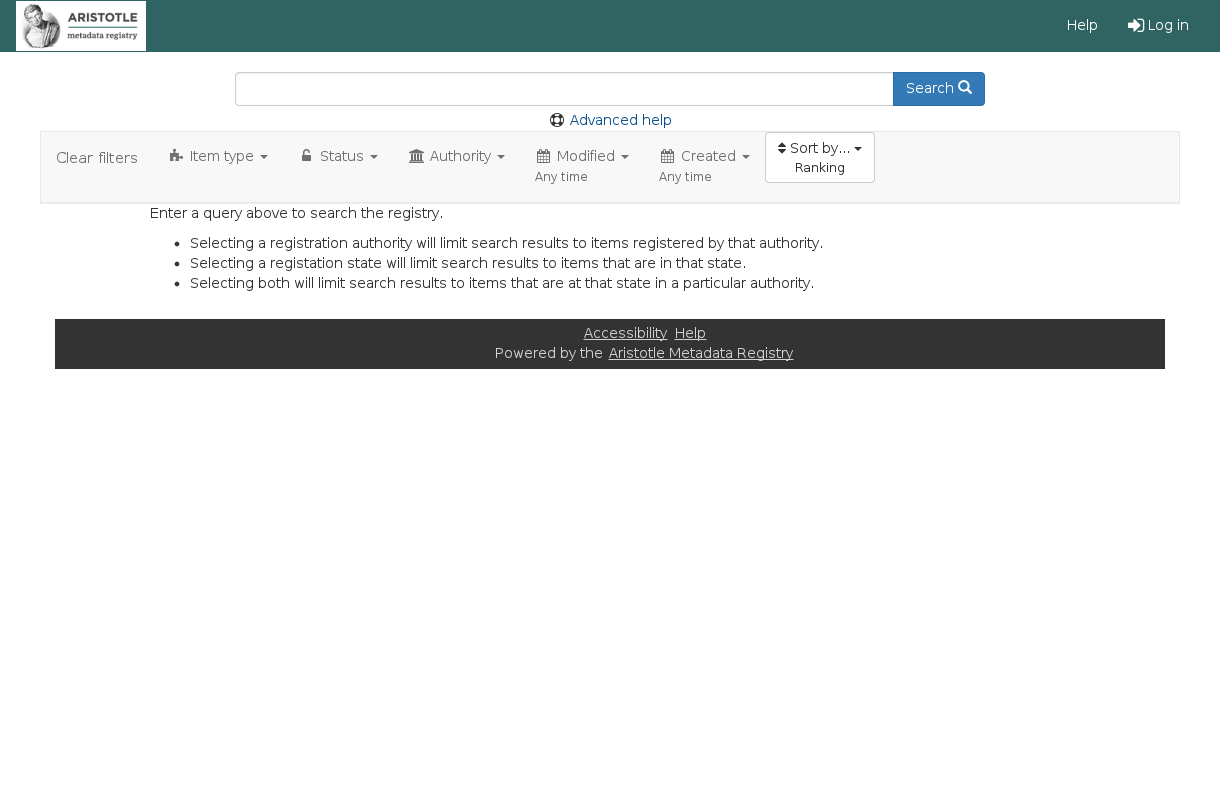 ARISTOTLE
metadata registry
Help
Log in
Search
Advanced help
Clear filters
Item type
Status
Authority
Modified
Any time
Created
Any time
Sort by...
Ranking
Enter a query above to search the registry.
Selecting a registration authority will limit search results to items registered by that authority.
Selecting a registation state will limit search results to items that are in that state.
Selecting both will limit search results to items that are at that state in a particular authority.
Accessibility Help
Powered by the Aristotle Metadata Registry